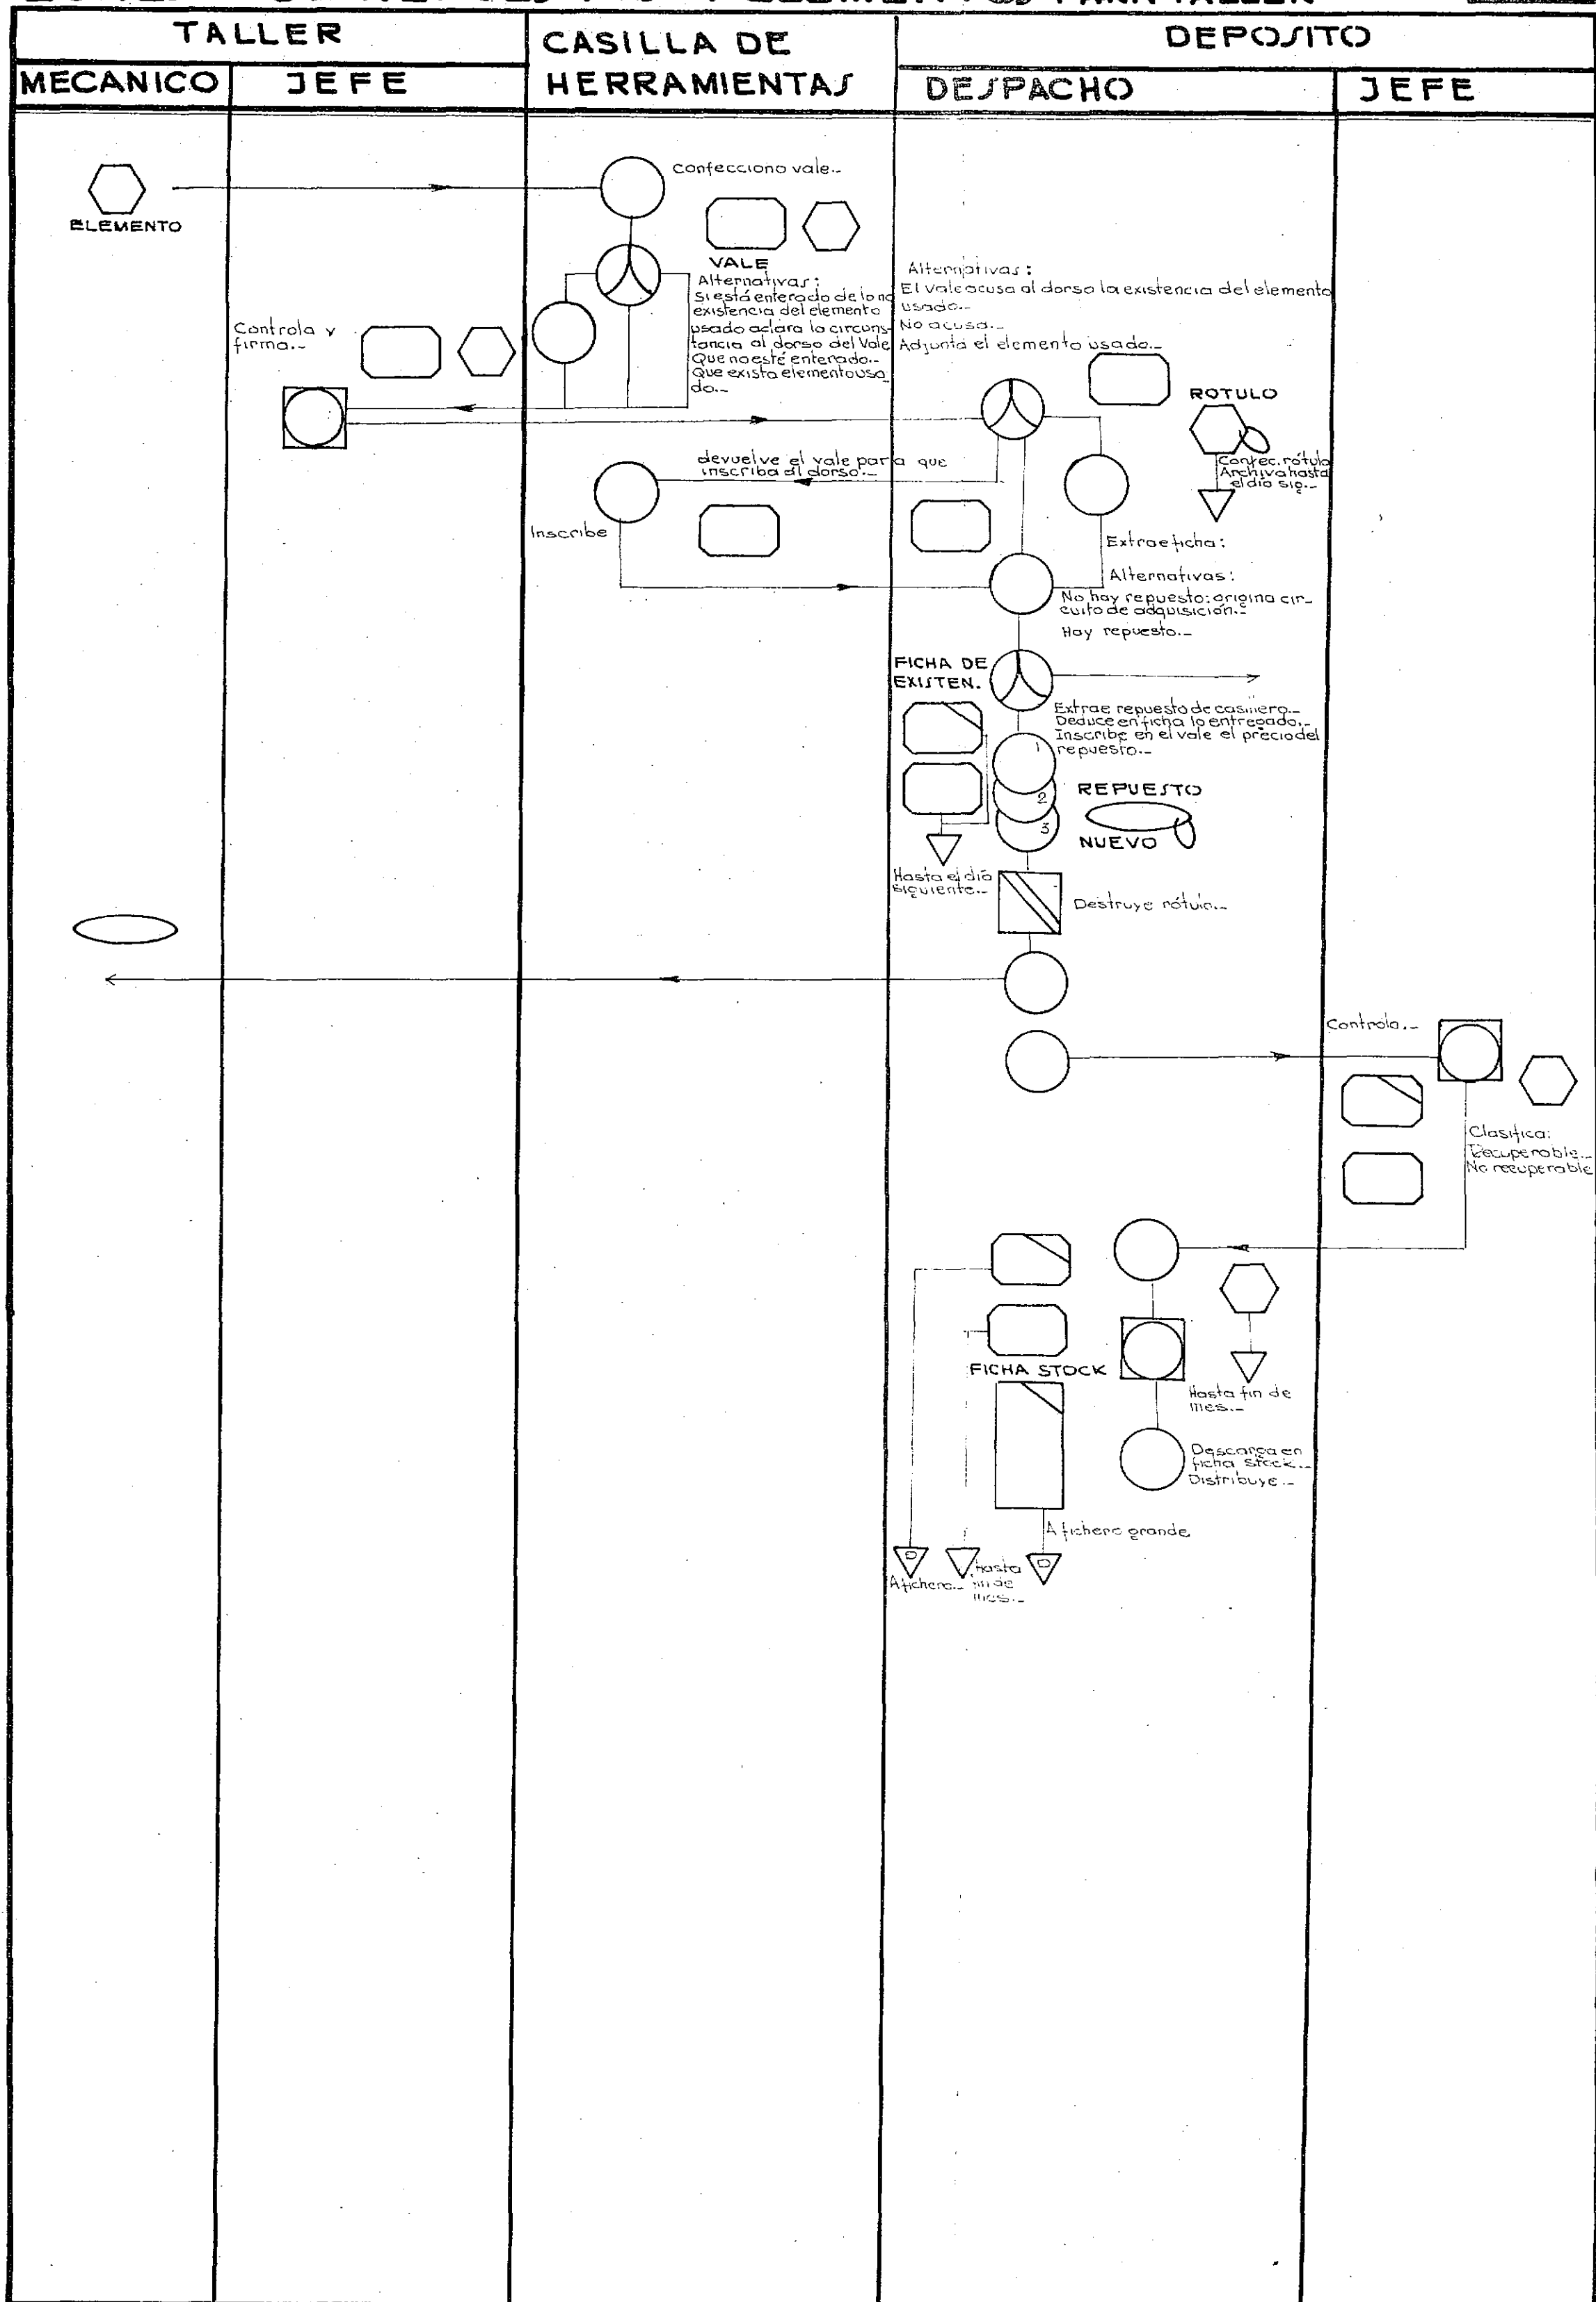 ELEMENTOS PARA TALLER
TALLER
CASILLA DE
HERRAMIENTAS
DEPOSITO
MECANICO
JEFE
DESPACHO
JEFE
ELEMENTO
Confecciono vale.-
VALE
Alternativas:
Si está enterado de la no
existencia del elemento
usado aclara la circuns-
tancia al dorso del Vale
Que no esté enterado.-
Que exista elemento usa-
do.-
Controla y
firma.-
Alternativas:
El Vale acusa al dorso la existencia del elemento
usado.-
No acusa.-
Adjunta el elemento usado.-
ROTULO
Confec. rótulo
Archiva hasta
el día sig.-
devuelve el vale para que
inscriba al dorso.-
Inscribe
Extrae ficha:
Alternativas:
No hay repuesto: origina cir-
cuito de adquisición.-
Hay repuesto.-
FICHA DE
EXISTEN.
Extrae repuesto de casillero.-
Deduce en ficha lo entregado.-
Inscribe en el vale el precio del
repuesto.-
1
2
3
REPUESTO
NUEVO
Hasta el día
siguiente.-
Destruye rótulo.-
Controla.-
Clasifica:
Recuperable.-
No recuperable
FICHA STOCK
Hasta fin de
mes.-
Descarga en
ficha stock.-
Distribuye.-
A fichero grande
D
D
A fichero.-
hasta
fin de
mes.-